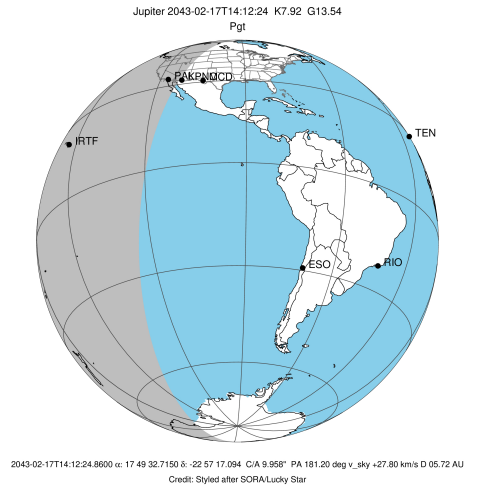 Jupiter 2043-02-17T14:12:24 K7.92 G13.54
Pgt
PAL KPNO MCD
IRTF
TEN
ESO
RIO
2043-02-17T14:12:24.8600 α: 17 49 32.7150 δ: -22 57 17.094 C/A 9.958" PA 181.20 deg v_sky +27.80 km/s D 05.72 AU
Credit: Styled after SORA/Lucky Star